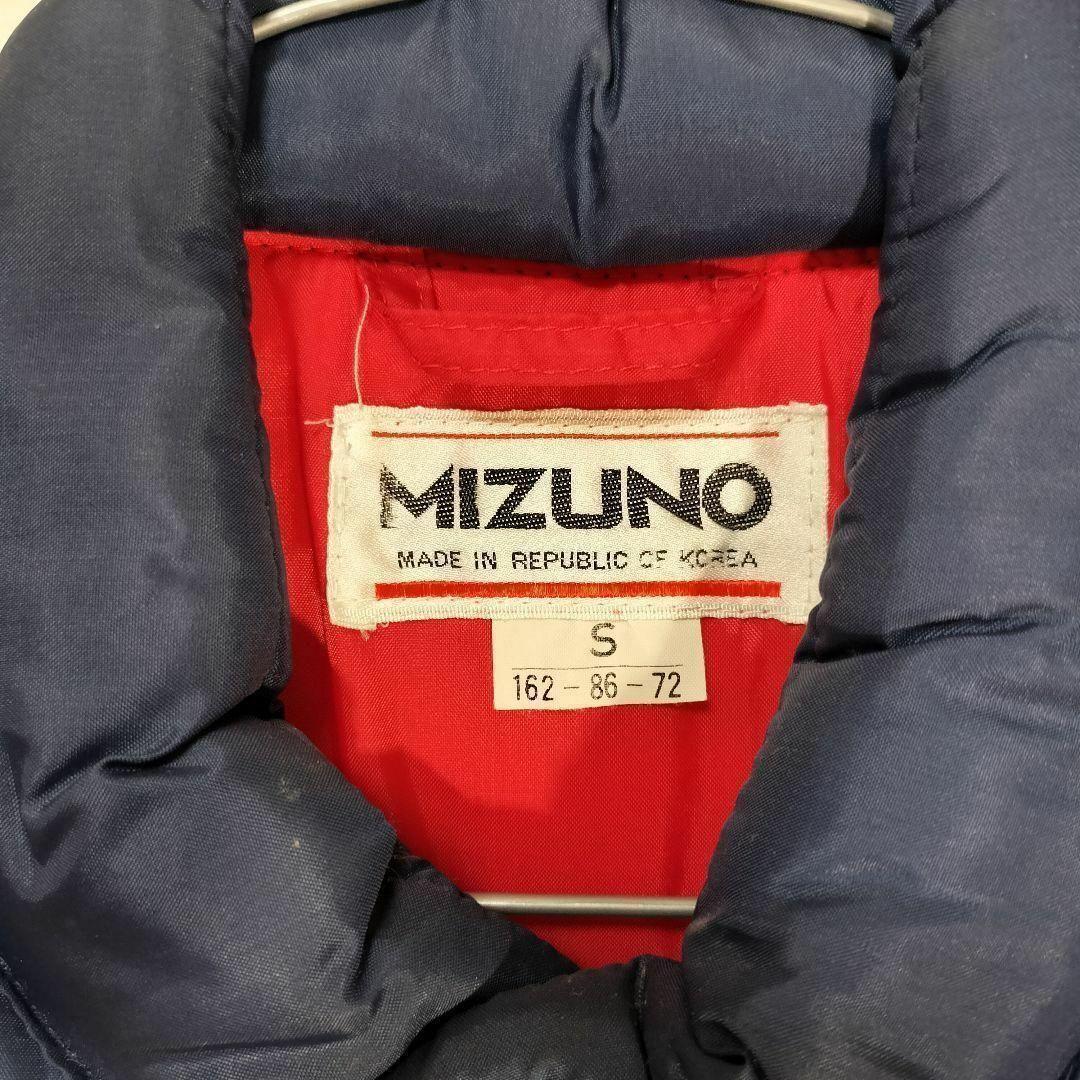 MIZUNO
MADE IN REPUBLIC OF KOREA
S
162-86-72